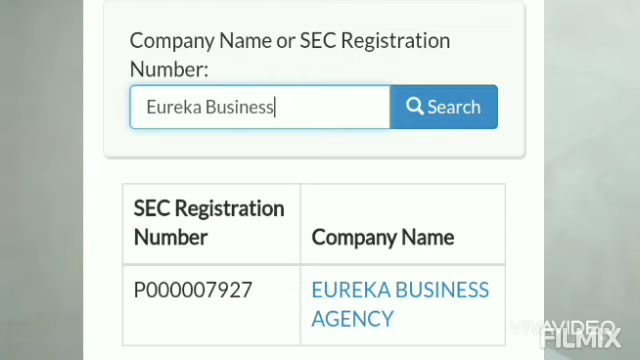 Company Name or SEC Registration
Number:
Eureka Business
Search
SEC Registration
Number
Company Name
P000007927
EUREKA BUSINESS
AGENCY
VIVAVIDEO
FILMIX